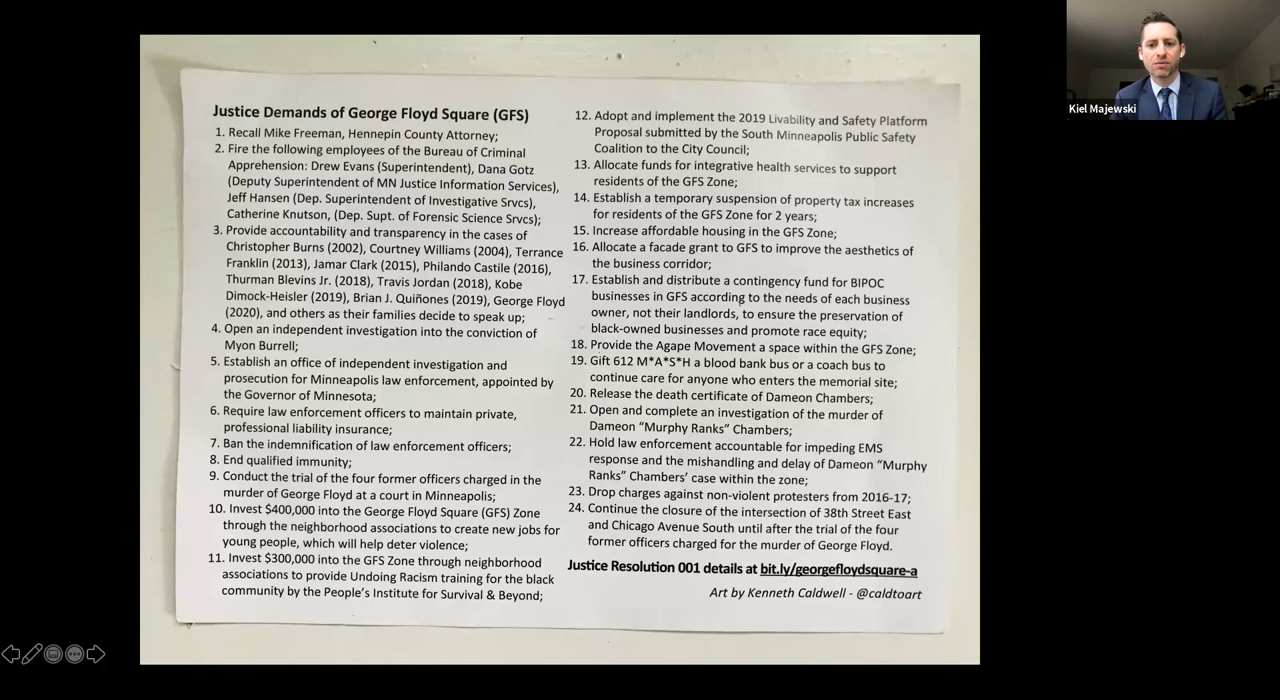 Justice Demands of George Floyd Square (GFS)
1. Recall Mike Freeman, Hennepin County Attorney;
2. Fire the following employees of the Bureau of Criminal
Apprehension: Drew Evans (Superintendent), Dana Gotz
(Deputy Superintendent of MN Justice Information Services),
Jeff Hansen (Dep. Superintendent of Investigative Srvcs),
Catherine Knutson, (Dep. Supt. of Forensic Science Srvcs);
3. Provide accountability and transparency in the cases of
Christopher Burns (2002), Courtney Williams (2004), Terrance
Franklin (2013), Jamar Clark (2015), Philando Castile (2016),
Thurman Blevins Jr. (2018), Travis Jordan (2018), Kobe
Dimock-Heisler (2019), Brian J. Quiñones (2019), George Floyd
(2020), and others as their families decide to speak up;
4. Open an independent investigation into the conviction of
Myon Burrell;
5. Establish an office of independent investigation and
prosecution for Minneapolis law enforcement, appointed by
the Governor of Minnesota;
6. Require law enforcement officers to maintain private,
professional liability insurance;
7. Ban the indemnification of law enforcement officers;
8. End qualified immunity;
9. Conduct the trial of the four former officers charged in the
murder of George Floyd at a court in Minneapolis;
10. Invest $400,000 into the George Floyd Square (GFS) Zone
through the neighborhood associations to create new jobs for
young people, which will help deter violence;
11. Invest $300,000 into the GFS Zone through neighborhood
associations to provide Undoing Racism training for the black
community by the People's Institute for Survival & Beyond;
12. Adopt and implement the 2019 Livability and Safety Platform
Proposal submitted by the South Minneapolis Public Safety
Coalition to the City Council;
13. Allocate funds for integrative health services to support
residents of the GFS Zone;
14. Establish a temporary suspension of property tax increases
for residents of the GFS Zone for 2 years;
15. Increase affordable housing in the GFS Zone;
16. Allocate a facade grant to GFS to improve the aesthetics of
the business corridor;
17. Establish and distribute a contingency fund for BIPOC
businesses in GFS according to the needs of each business
owner, not their landlords, to ensure the preservation of
black-owned businesses and promote race equity;
18. Provide the Agape Movement a space within the GFS Zone;
19. Gift 612 M*A*S*H a blood bank bus or a coach bus to
continue care for anyone who enters the memorial site;
20. Release the death certificate of Dameon Chambers;
21. Open and complete an investigation of the murder of
Dameon "Murphy Ranks" Chambers;
22. Hold law enforcement accountable for impeding EMS
response and the mishandling and delay of Dameon "Murphy
Ranks" Chambers' case within the zone;
23. Drop charges against non-violent protesters from 2016-17;
24. Continue the closure of the intersection of 38th Street East
and Chicago Avenue South until after the trial of the four
former officers charged for the murder of George Floyd.
Justice Resolution 001 details at bit.ly/georgefloydsquare-a
Art by Kenneth Caldwell - @caldtoart
Kiel Majewski